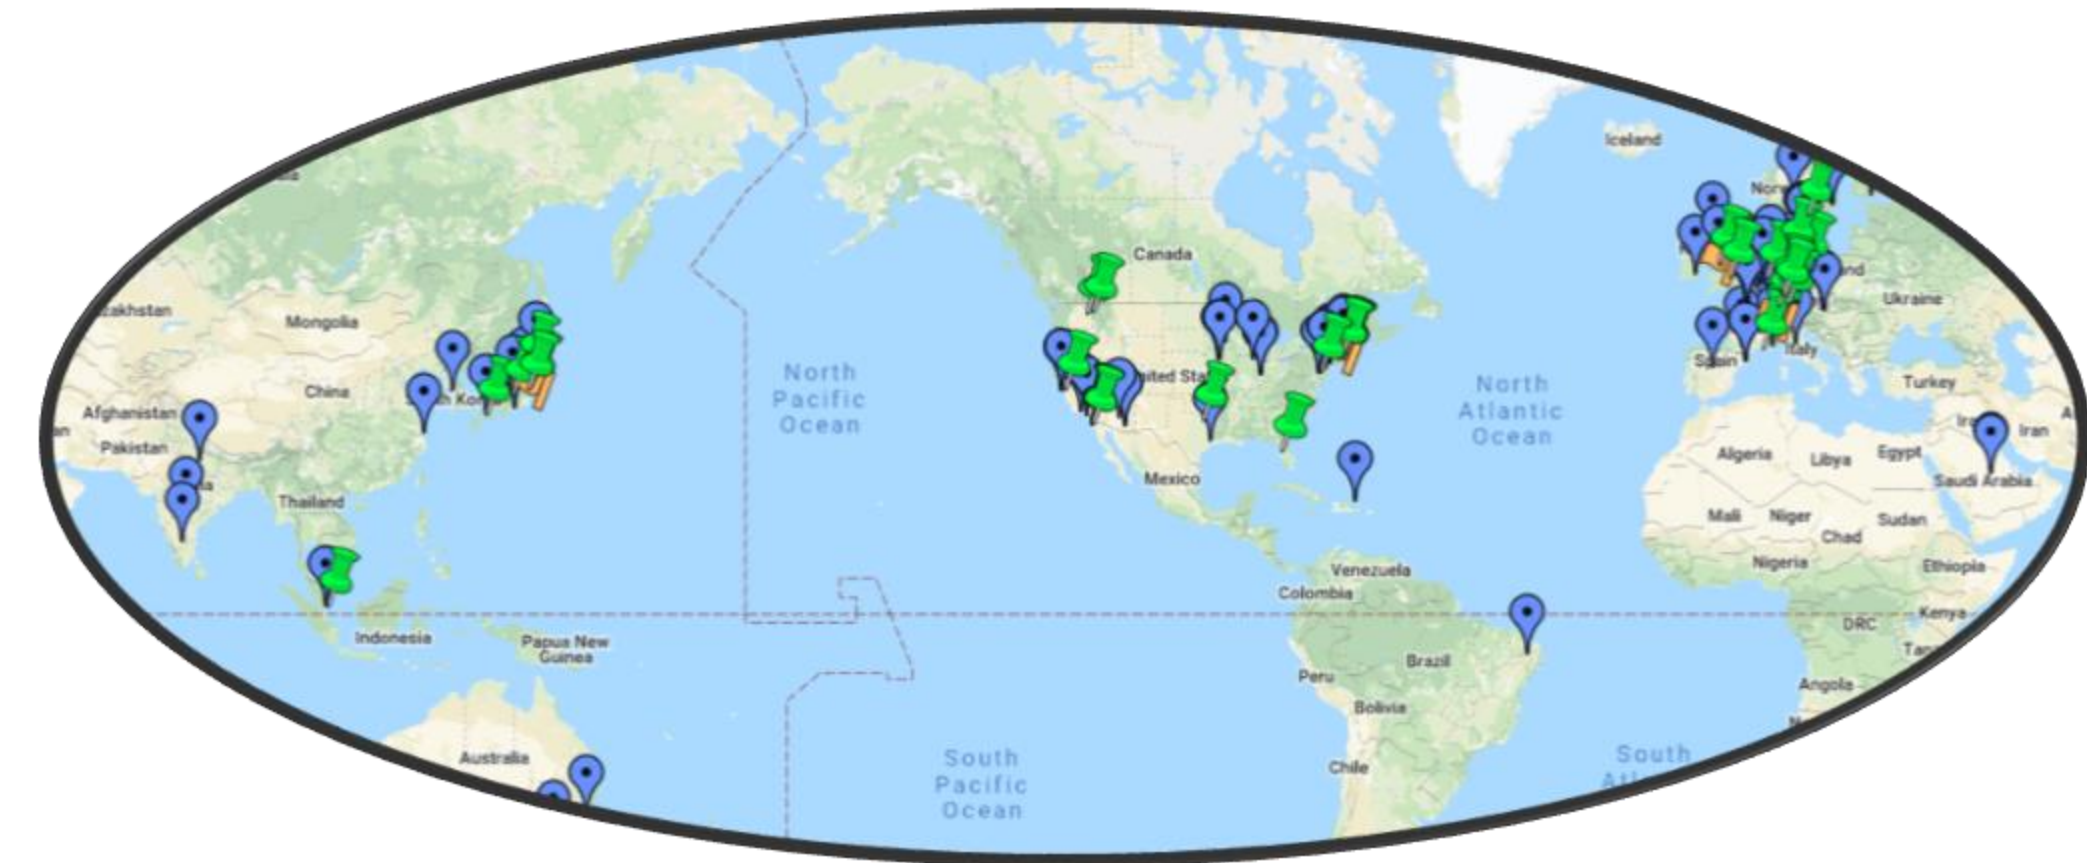 Iceland
Canada
Ukraine
zakhstan
Mongolia
Italy
Spain
North
Pacific
Ocean
North
Atlantic
Ocean
China
Turkey
Afghanistan
Pakistan
Iran
Algeria
Libya
Egypt
Mexico
Saudi Arabia
Thailand
Mali
Niger
Sudan
Chad
Nigeria
Ethiopia
Venezuela
Colombia
Kenya
DRC
Indonesia
Papua New
Guinea
Brazil
Peru
Angola
Bolivia
Australia
South
Pacific
Ocean
Chile
South